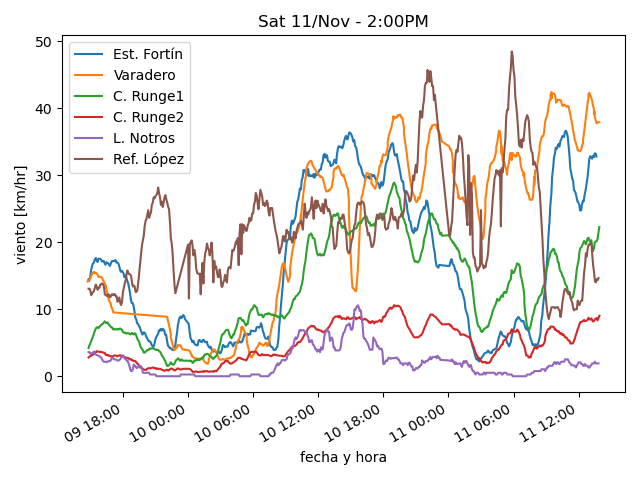 Sat 11/Nov - 2:00PM
Est. Fortín
Varadero
C. Runge1
C. Runge2
L. Notros
Ref. López
viento [km/hr]
50
40
30
20
10
0
09 18:00
10 00:00
10 06:00
10 12:00
10 18:00
11 00:00
11 06:00
11 12:00
fecha y hora